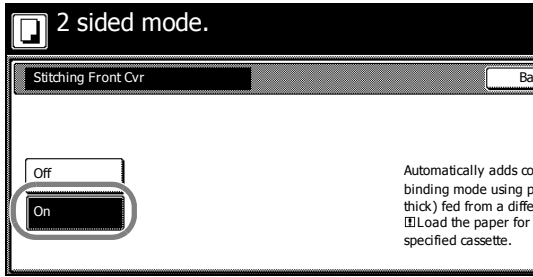 2 sided mode.
Stitching Front Cvr
Ba
Off
On
Automatically adds co
binding mode using p
thick) fed from a diffe
Load the paper for
specified cassette.